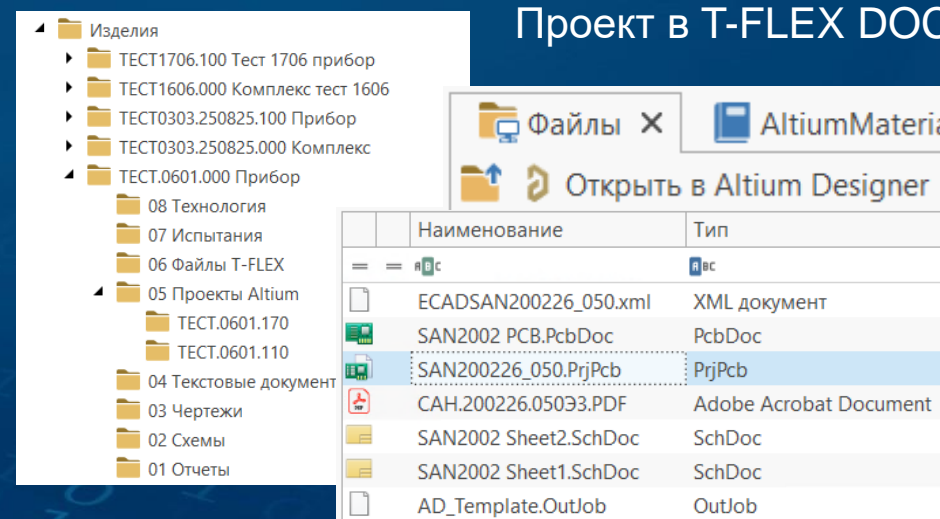 Проект в T-FLEX DOC
Изделия
ТЕСТ1706.100 Тест 1706 прибор
ТЕСТ1606.000 Комплекс тест 1606
ТЕСТ0303.250825.100 Прибор
ТЕСТ0303.250825.000 Комплекс
ТЕСТ.0601.000 Прибор
08 Технология
07 Испытания
06 Файлы T-FLEX
05 Проекты Altium
ТЕСТ.0601.170
ТЕСТ.0601.110
04 Текстовые документ
03 Чертежи
02 Схемы
01 Отчеты
Файлы AltiumMateria
Открыть в Altium Designer
Наименование Тип
ECADSAN200226_050.xml XML документ
SAN2002 PCB.PcbDoc PcbDoc
SAN200226_050.PrjPcb PrjPcb
САН.200226.050Э3.PDF Adobe Acrobat Document
SAN2002 Sheet2.SchDoc SchDoc
SAN2002 Sheet1.SchDoc SchDoc
AD_Template.OutJob OutJob